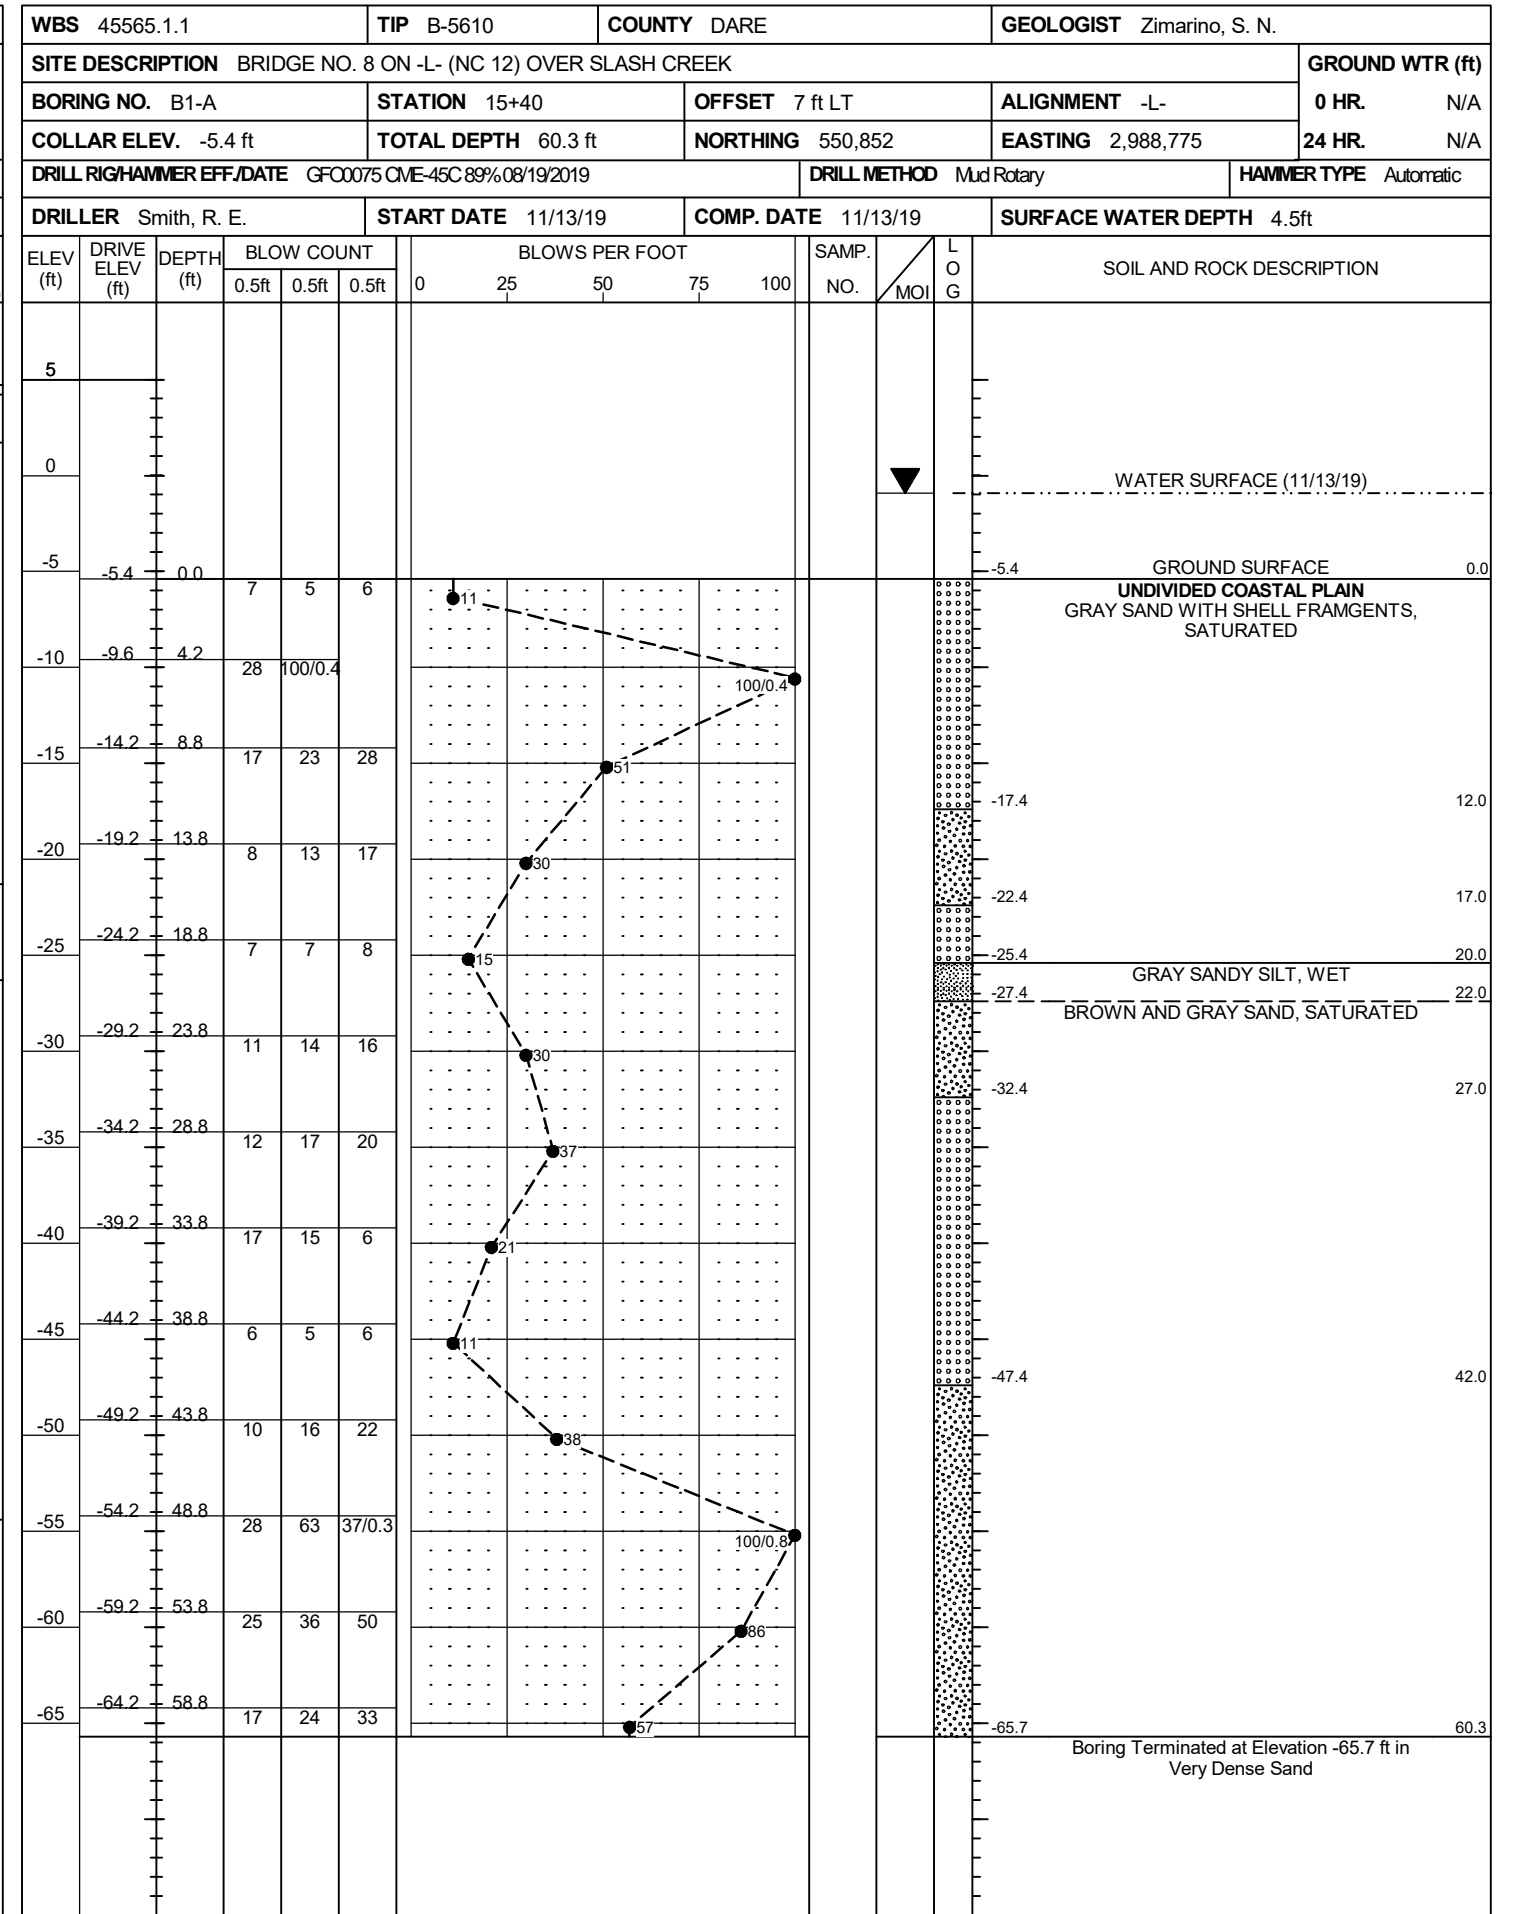 WBS 45565.1.1 TIP B-5610 COUNTY DARE GEOLOGIST Zimarino, S. N.
SITE DESCRIPTION BRIDGE NO. 8 ON -L- (NC 12) OVER SLASH CREEK GROUND WTR (ft)
BORING NO. B1-A STATION 15+40 OFFSET 7 ft LT ALIGNMENT -L- 0 HR. N/A
COLLAR ELEV. -5.4 ft TOTAL DEPTH 60.3 ft NORTHING 550,852 EASTING 2,988,775 24 HR. N/A
DRILL RIG/HAMMER EFF./DATE GFO0075 CME-45C 89% 08/19/2019 DRILL METHOD Mud Rotary HAMMER TYPE Automatic
DRILLER Smith, R. E. START DATE 11/13/19 COMP. DATE 11/13/19 SURFACE WATER DEPTH 4.5ft
ELEV (ft) DRIVE ELEV (ft) DEPTH (ft) BLOW COUNT BLOWS PER FOOT SAMP. NO. MOI LOG SOIL AND ROCK DESCRIPTION
0.5ft 0.5ft 0.5ft 0 25 50 75 100
5
0
WATER SURFACE (11/13/19)
-5
-5.4 0.0 7 5 6 11 -5.4 GROUND SURFACE 0.0
UNDIVIDED COASTAL PLAIN
GRAY SAND WITH SHELL FRAMGENTS,
SATURATED
-10 -9.6 4.2 28 100/0.4 100/0.4
-15 -14.2 8.8 17 23 28 51
-17.4 12.0
-20 -19.2 13.8 8 13 17 30
-22.4 17.0
-25 -24.2 18.8 7 7 8 15
-25.4 20.0
GRAY SANDY SILT, WET
-27.4 22.0
BROWN AND GRAY SAND, SATURATED
-30 -29.2 23.8 11 14 16 30
-32.4 27.0
-35 -34.2 28.8 12 17 20 37
-40 -39.2 33.8 17 15 6 21
-45 -44.2 38.8 6 5 6 11
-47.4 42.0
-50 -49.2 43.8 10 16 22 38
-55 -54.2 48.8 28 63 37/0.3 100/0.8
-60 -59.2 53.8 25 36 50 86
-65 -64.2 58.8 17 24 33 57
-65.7 60.3
Boring Terminated at Elevation -65.7 ft in
Very Dense Sand